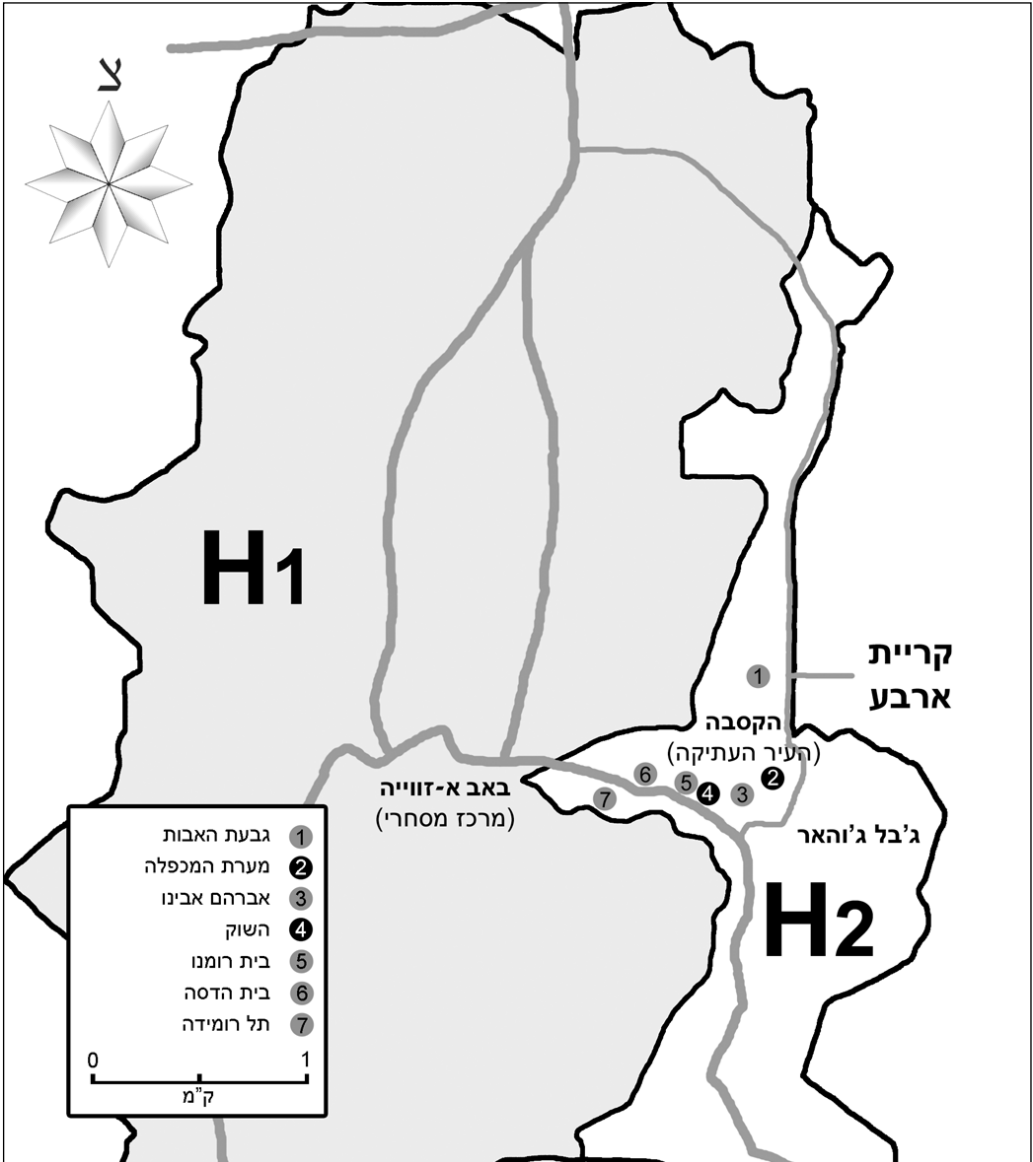 צ
H1
קריית
ארבע
1
הקסבה
(העיר העתיקה)
2
6
5
4
3
7
באב א-זווייה
(מרכז מסחרי)
ג'בל ג'והאר
H2
1 גבעת האבות
2 מערת המכפלה
3 אברהם אבינו
4 השוק
5 בית רומנו
6 בית הדסה
7 תל רומידה
0 1
ק"מ